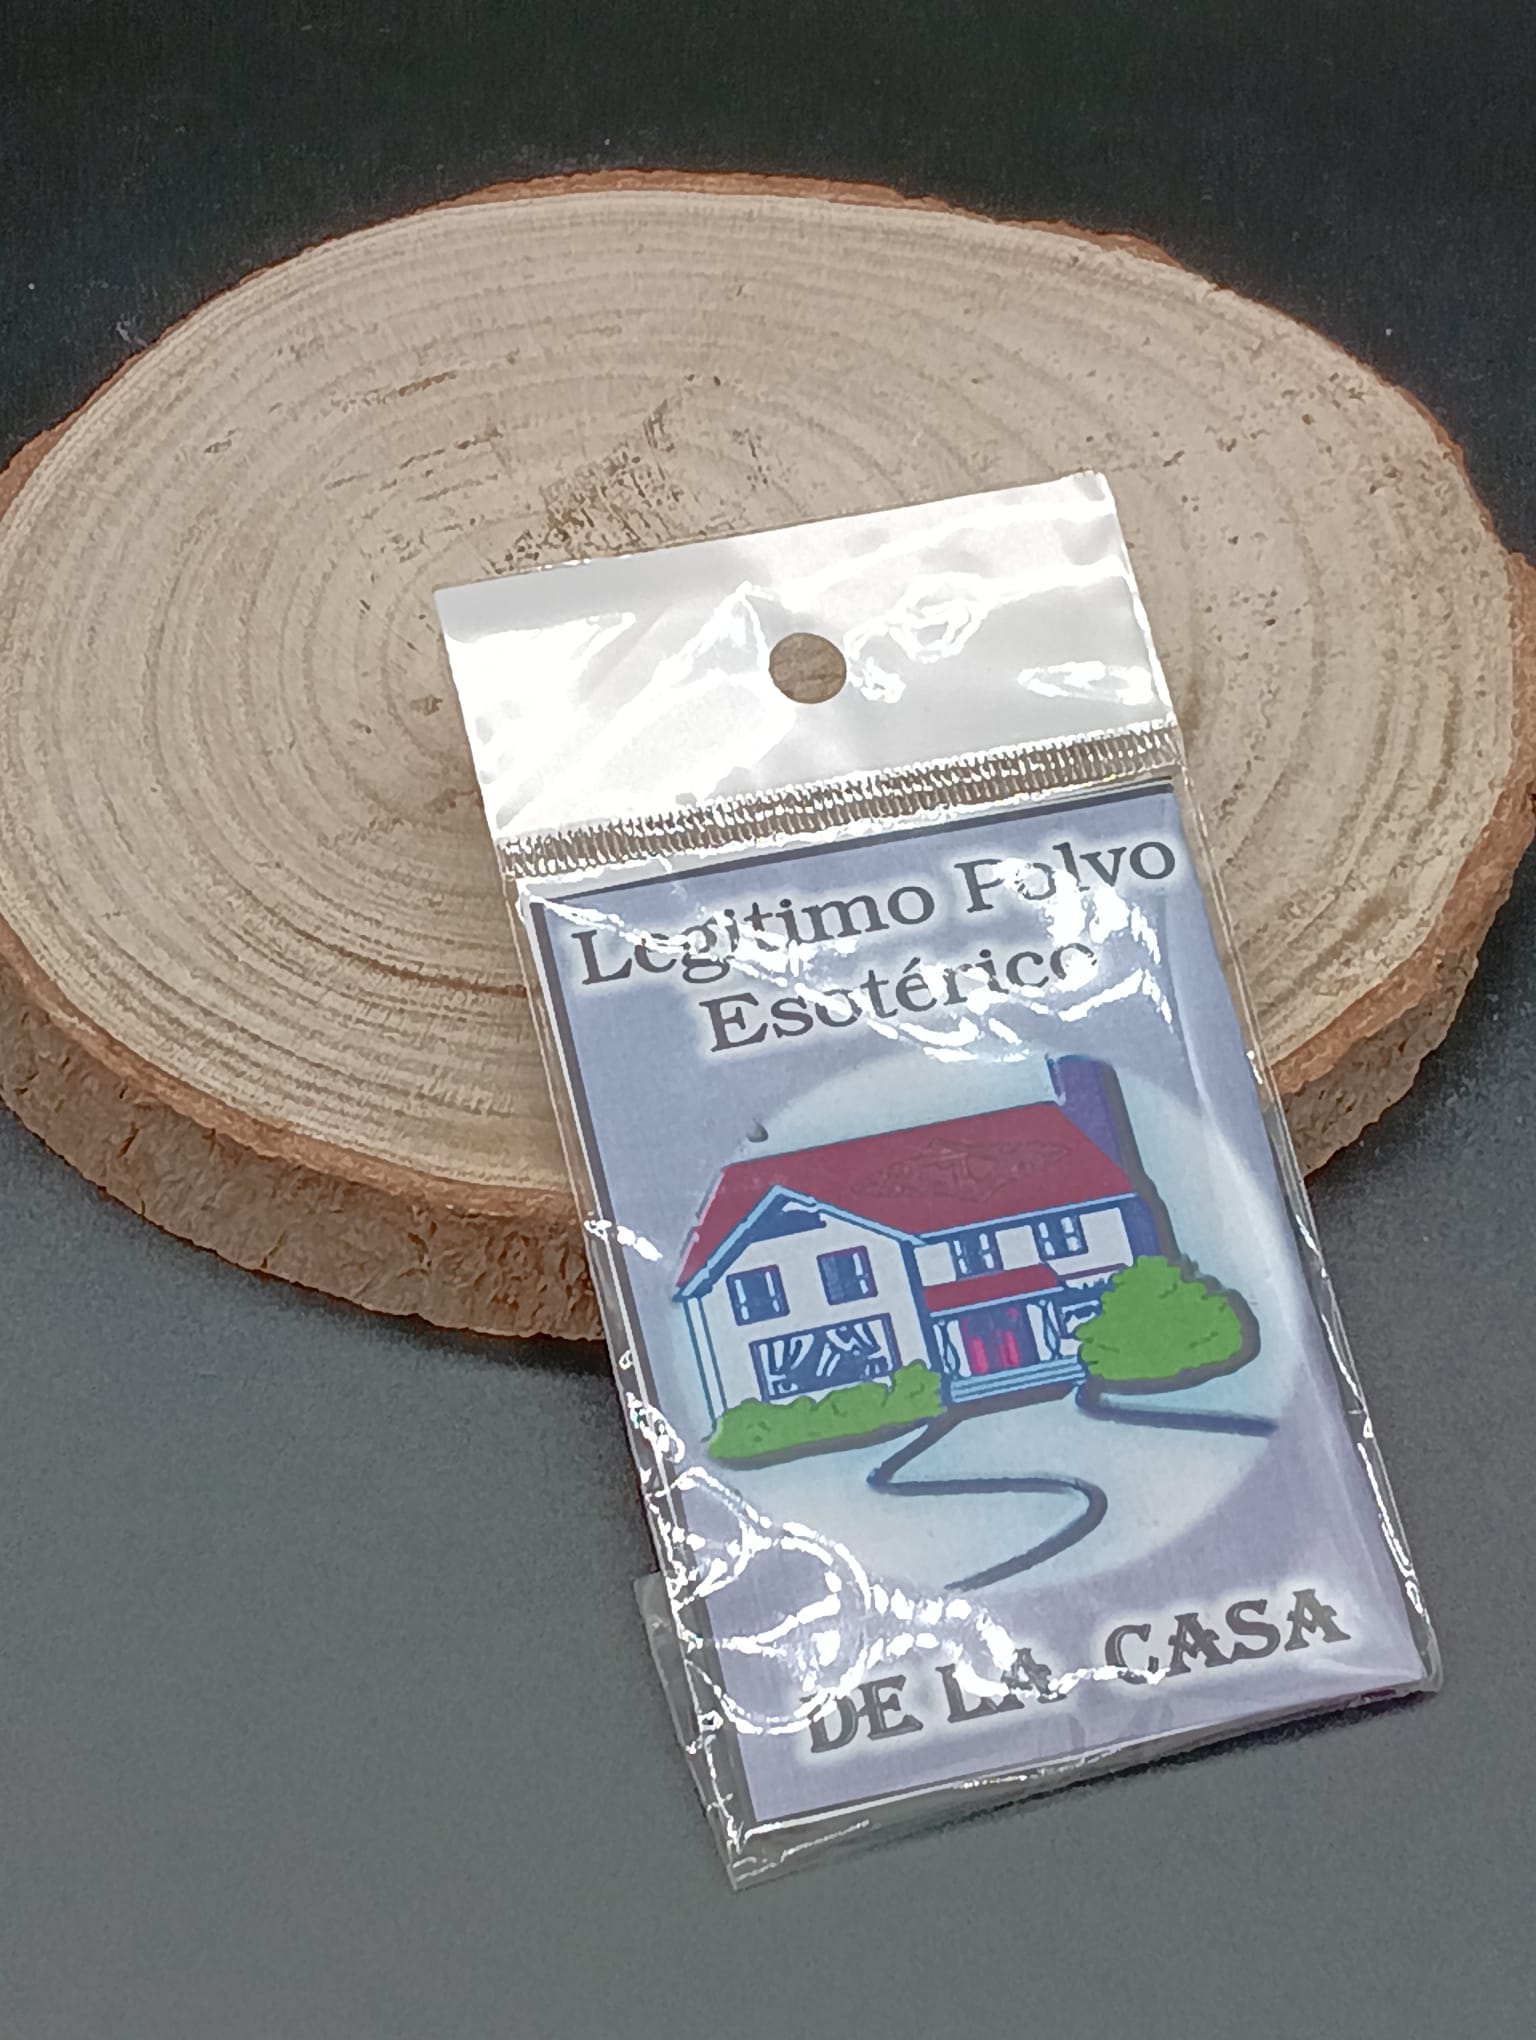 Legitimo Polvo
Esotérico
DE LA CASA